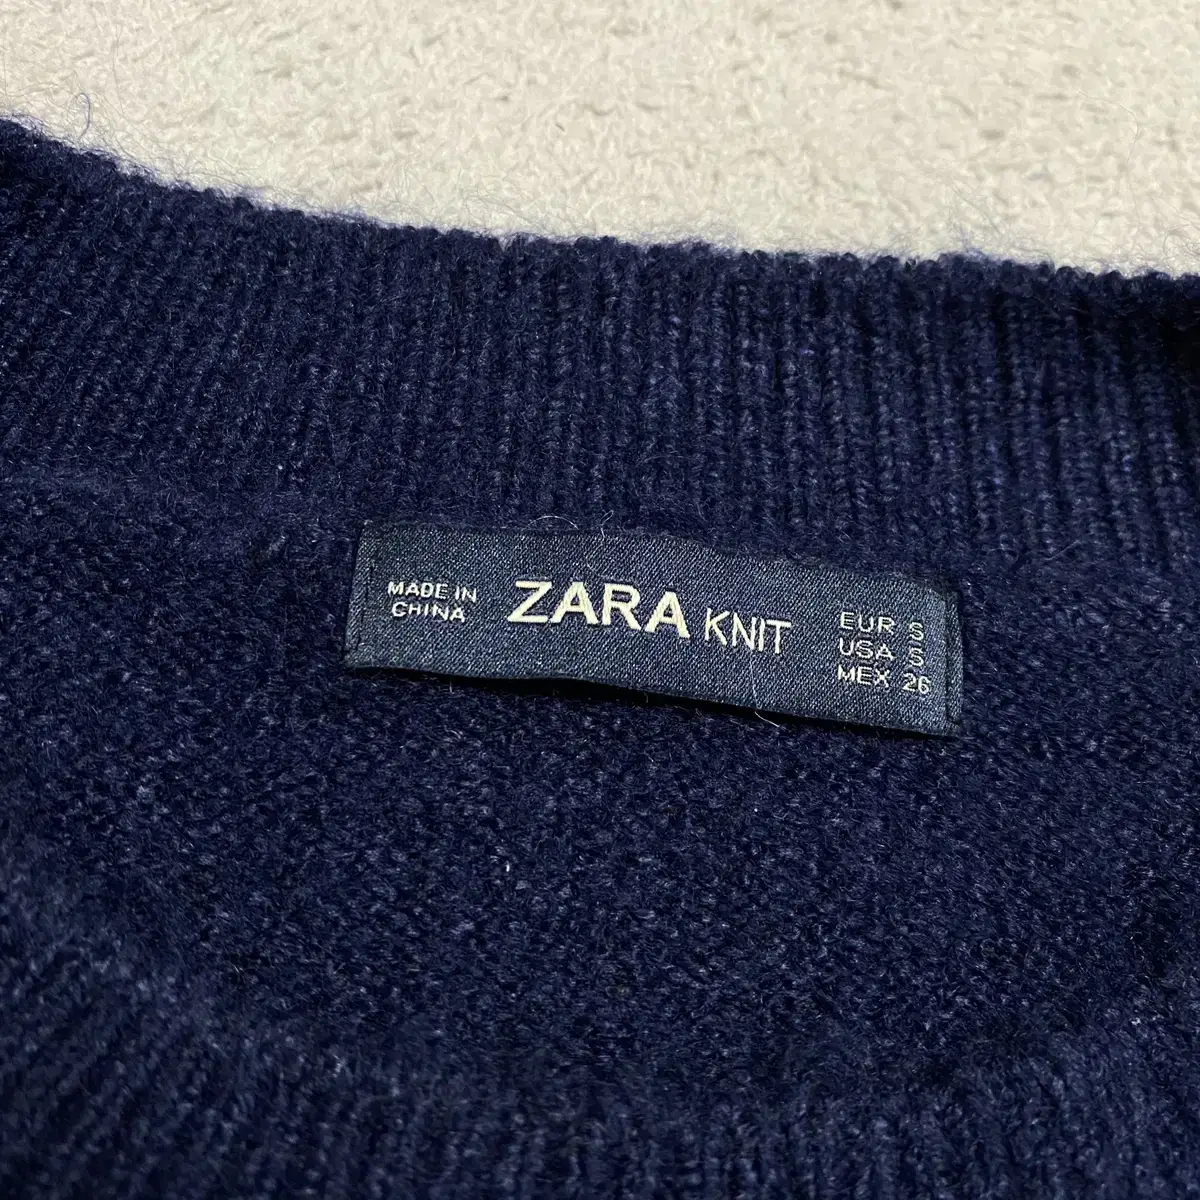 MADE IN
CHINA
ZARA KNIT
EUR S
USA S
MEX 26